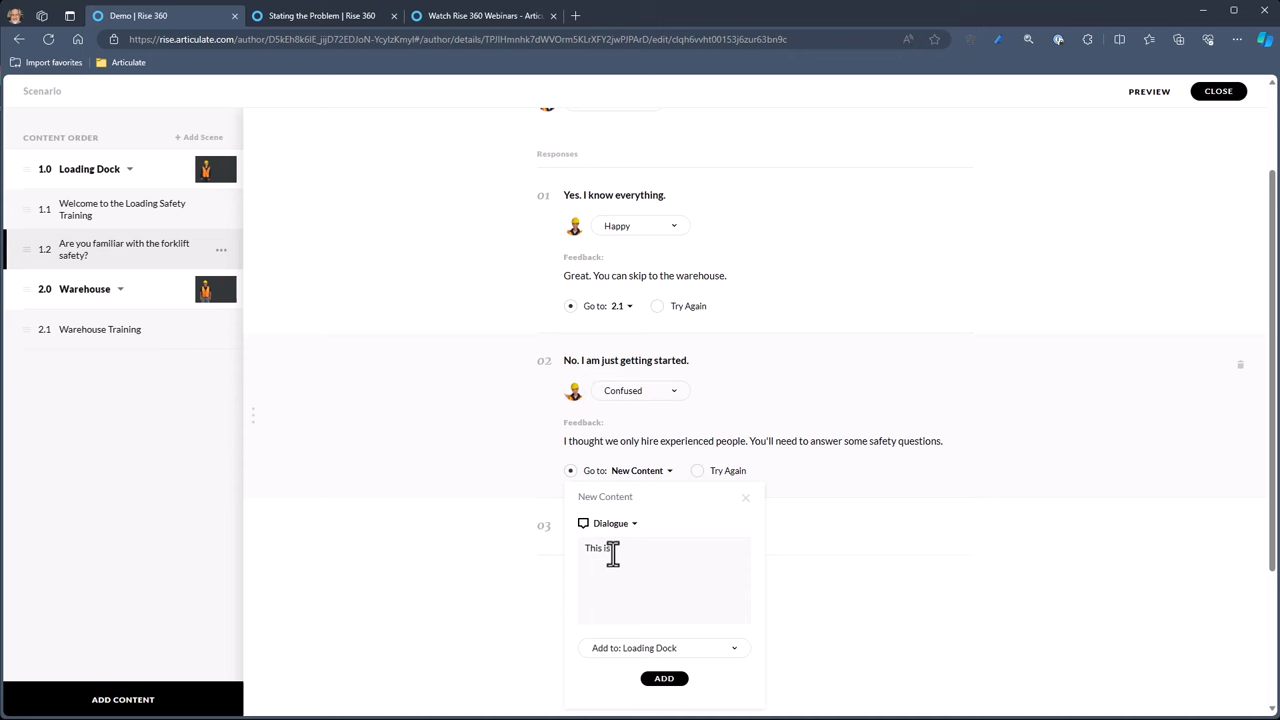 Demo | Rise 360
Stating the Problem | Rise 360
Watch Rise 360 Webinars - Artic
https://rise.articulate.com/author/D5kEh8k6lE_jijD72EDJoN-CyIzKmyI#/author/details/TPJIHmnhk7dWVOrm5KLrXFY2jwPJPArD/edit/clqh6vvht00153j6zur63bn9c
Import favorites
Articulate
Scenario
PREVIEW
CLOSE
CONTENT ORDER
+ Add Scene
1.0 Loading Dock
1.1 Welcome to the Loading Safety
Training
1.2 Are you familiar with the forklift
safety?
2.0 Warehouse
2.1 Warehouse Training
ADD CONTENT
Responses
01 Yes. I know everything.
Happy
Feedback:
Great. You can skip to the warehouse.
Go to: 2.1 Try Again
02 No. I am just getting started.
Confused
Feedback:
I thought we only hire experienced people. You'll need to answer some safety questions.
Go to: New Content Try Again
New Content
Dialogue
03
This is
Add to: Loading Dock
ADD